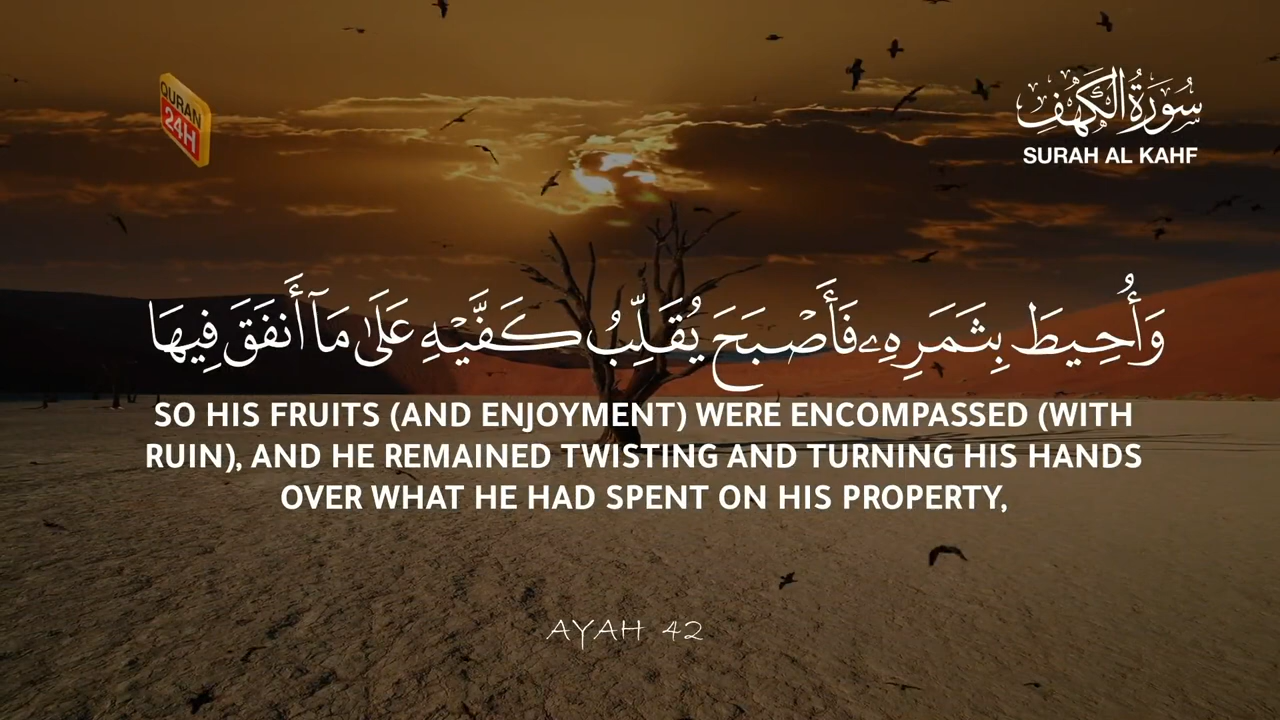 QURAN
24H
سُورَةُ الكَهْفِ
SURAH AL KAHF
وَأُحِيطَ بِثَمَرِهِۦ فَأَصْبَحَ يُقَلِّبُ كَفَّيْهِ عَلَىٰ مَآ أَنفَقَ فِيهَا
SO HIS FRUITS (AND ENJOYMENT) WERE ENCOMPASSED (WITH
RUIN), AND HE REMAINED TWISTING AND TURNING HIS HANDS
OVER WHAT HE HAD SPENT ON HIS PROPERTY,
AYAH 42